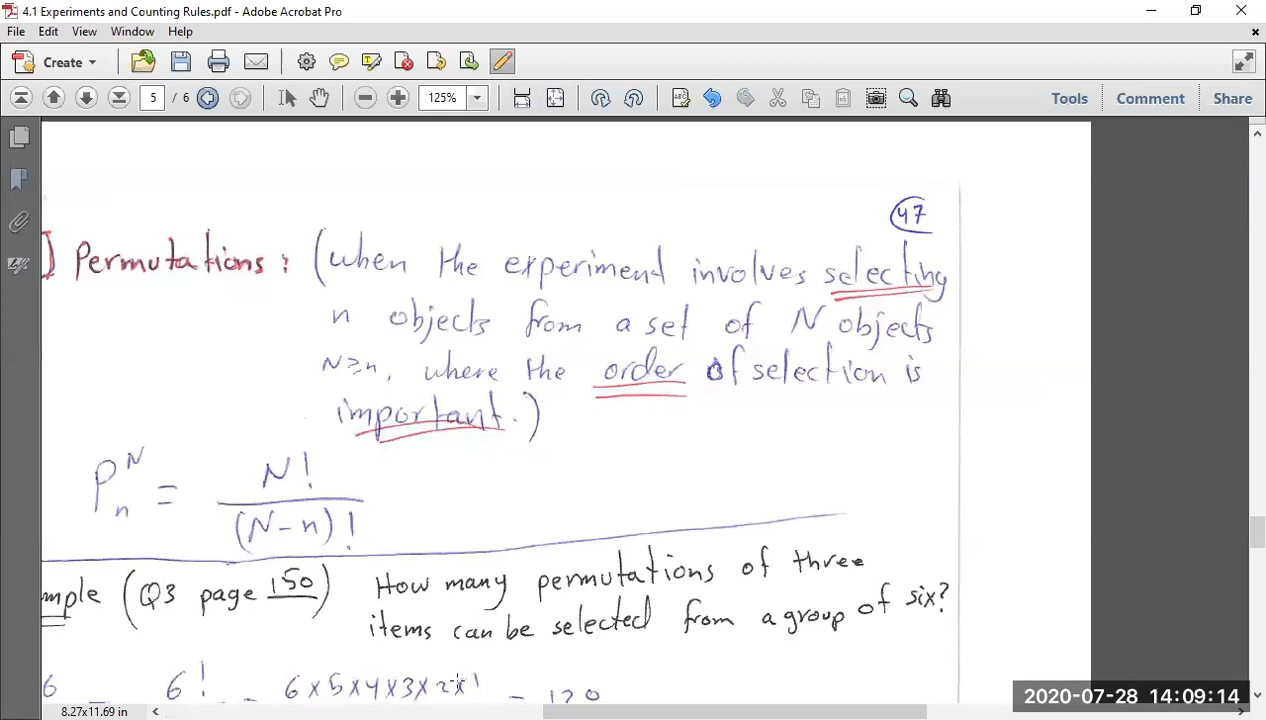 4.1 Experiments and Counting Rules.pdf - Adobe Acrobat Pro
File Edit View Window Help
Create
5 / 6 125% Tools Comment Share
47
] Permutations : (when the experimend involves selecting
n objects from a set of N objects
N ≥ n, where the order of selection is
important.)
P_n^N = N! / (N-n)!
mple (Q3 page 150) How many permutations of three
items can be selected from a group of six?
6 = 6! = 6 x 5 x 4 x 3 x 2 x 1 = 120
8.27x11.69 in
2020-07-28 14:09:14